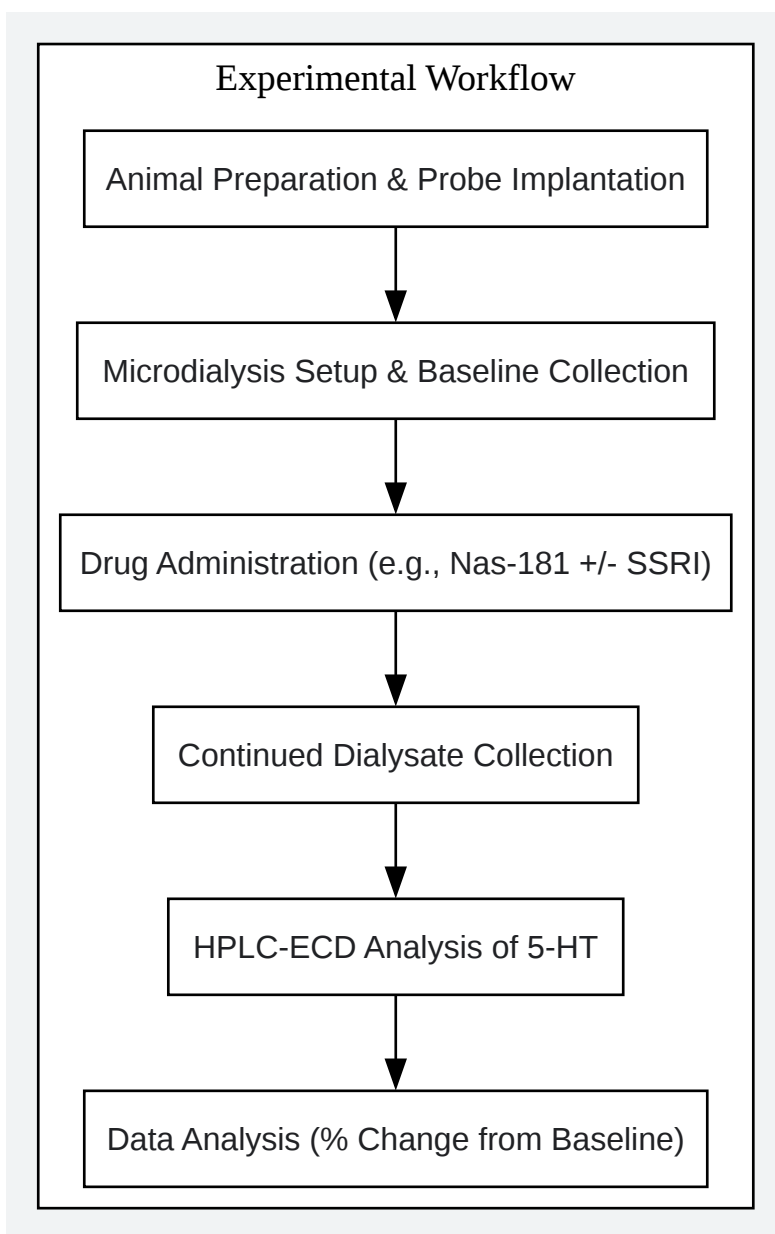 Experimental Workflow
Animal Preparation & Probe Implantation
Microdialysis Setup & Baseline Collection
Drug Administration (e.g., Nas-181 +/- SSRI)
Continued Dialysate Collection
HPLC-ECD Analysis of 5-HT
Data Analysis (% Change from Baseline)